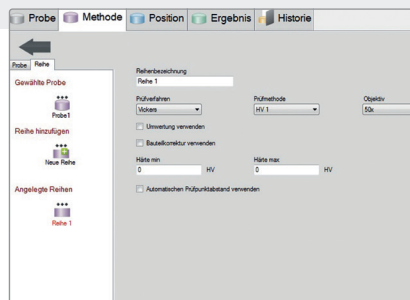 Probe Methode Position Ergebnis Historie
Probe Reihe
Gewählte Probe
Probe1
Reihe hinzufügen
Neue Reihe
Angelegte Reihen
Reihe 1
Reihenbezeichnung
Reihe 1
Prüfverfahren Prüfmethode Objektiv
Vickers HV 1 50x
Umwertung verwenden
Bauteilkorrektur verwenden
Härte min Härte max
0 HV 0 HV
Automatischen Prüfpunktabstand verwenden